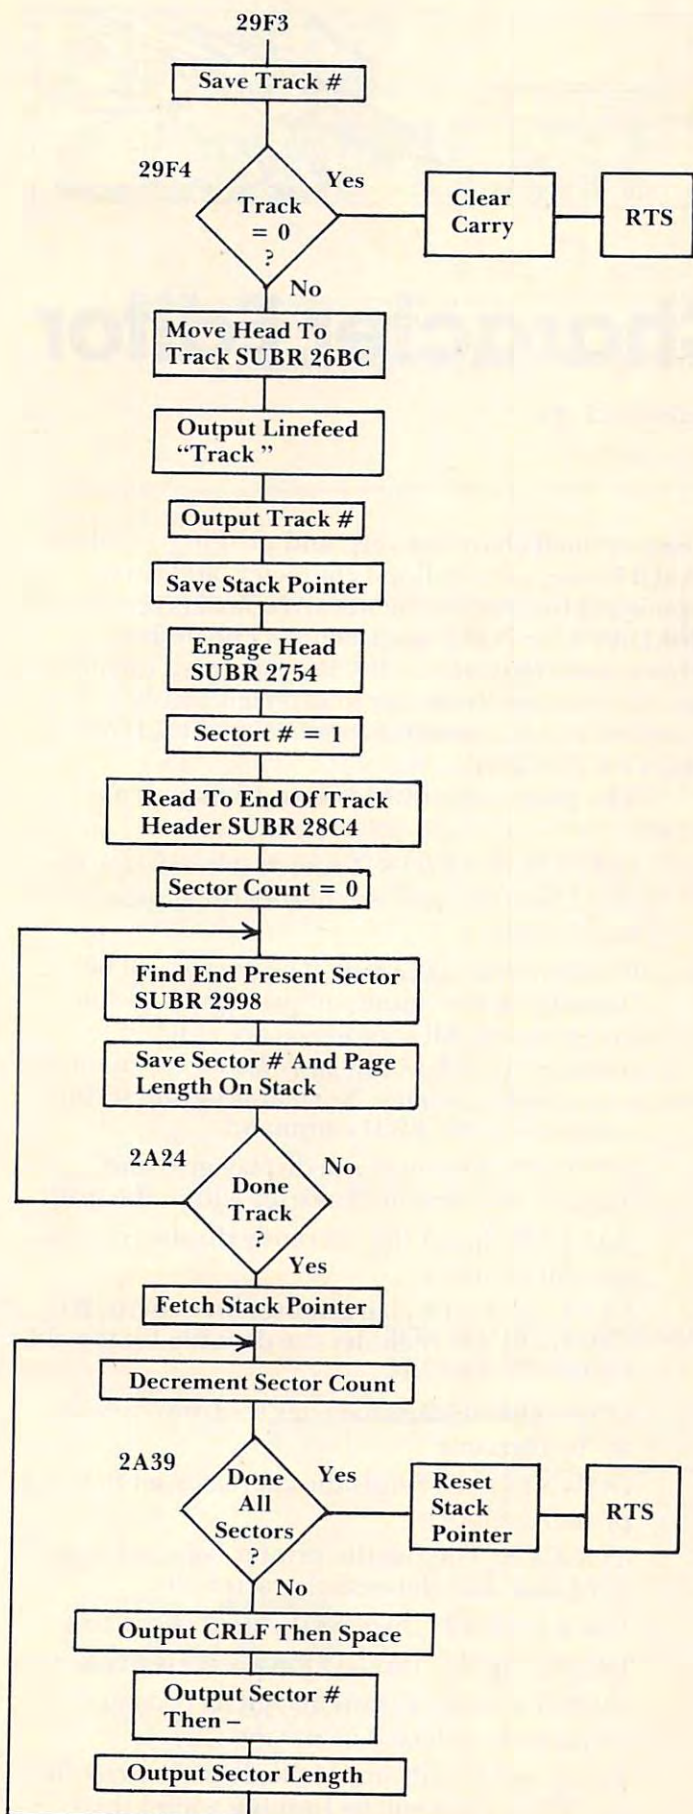 29F3
Save Track #
29F4
Track
= 0
?
Yes
Clear
Carry
RTS
No
Move Head To
Track SUBR 26BC
Output Linefeed
“Track ”
Output Track #
Save Stack Pointer
Engage Head
SUBR 2754
Sectort # = 1
Read To End Of Track
Header SUBR 28C4
Sector Count = 0
Find End Present Sector
SUBR 2998
Save Sector # And Page
Length On Stack
2A24
No
Done
Track
?
Yes
Fetch Stack Pointer
Decrement Sector Count
2A39
Done
All
Sectors
?
Yes
Reset
Stack
Pointer
RTS
No
Output CRLF Then Space
Output Sector #
Then –
Output Sector Length